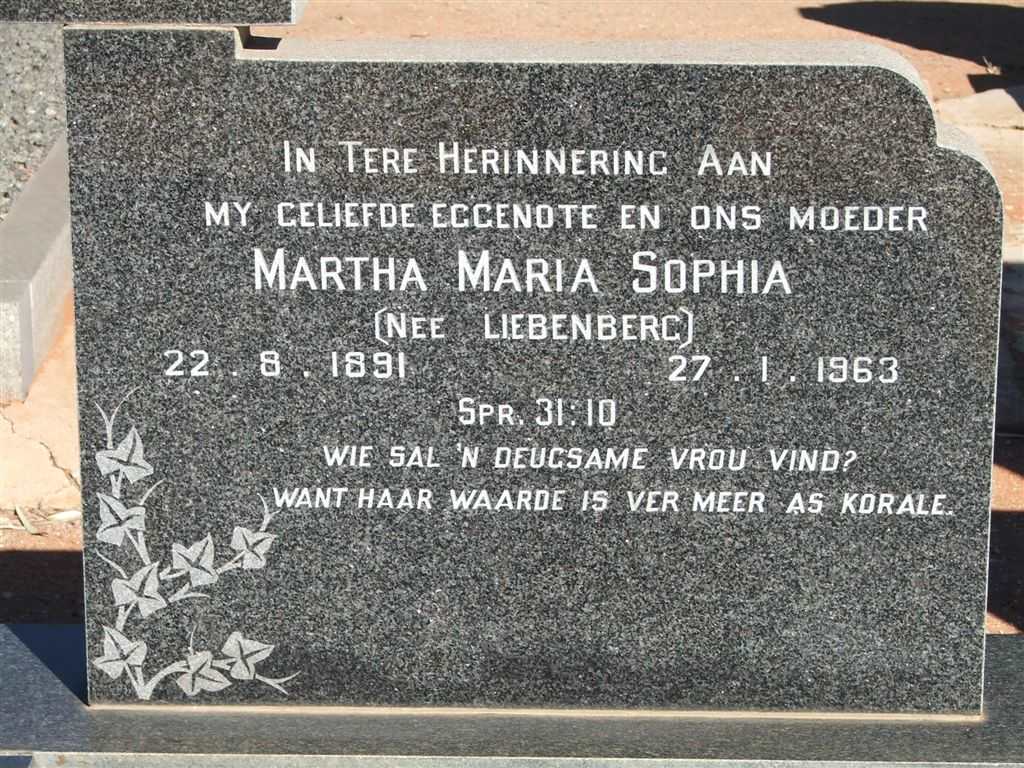 In Tere Herinnering Aan
MY GELIEFDE EGGENOTE EN ONS MOEDER
MARTHA MARIA SOPHIA
(NEE LIEBENBERG)
22 . 8 . 1891 27 . 1 . 1963
SPR. 31:10
WIE SAL 'N DEUGSAME VROU VIND?
WANT HAAR WAARDE IS VER MEER AS KORALE.